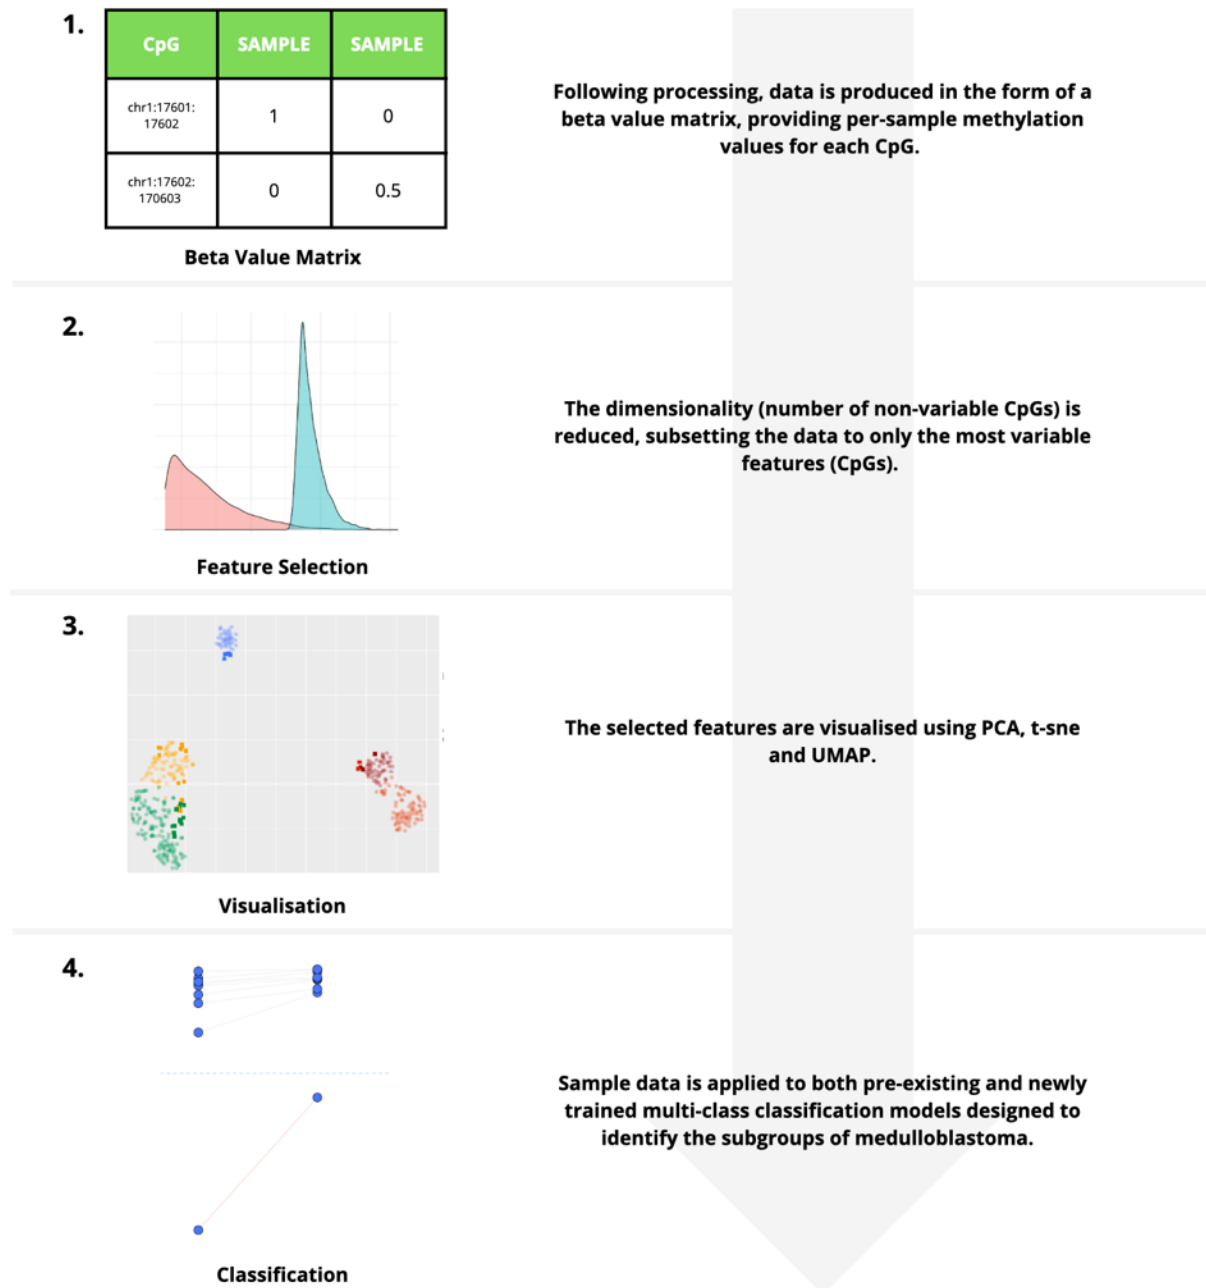 1.
CpG SAMPLE SAMPLE
chr1:17601:
17602
1 0
chr1:17602:
170603
0 0.5
Beta Value Matrix
Following processing, data is produced in the form of a
beta value matrix, providing per-sample methylation
values for each CpG.
2.
Feature Selection
The dimensionality (number of non-variable CpGs) is
reduced, subsetting the data to only the most variable
features (CpGs).
3.
Visualisation
The selected features are visualised using PCA, t-sne
and UMAP.
4.
Classification
Sample data is applied to both pre-existing and newly
trained multi-class classification models designed to
identify the subgroups of medulloblastoma.